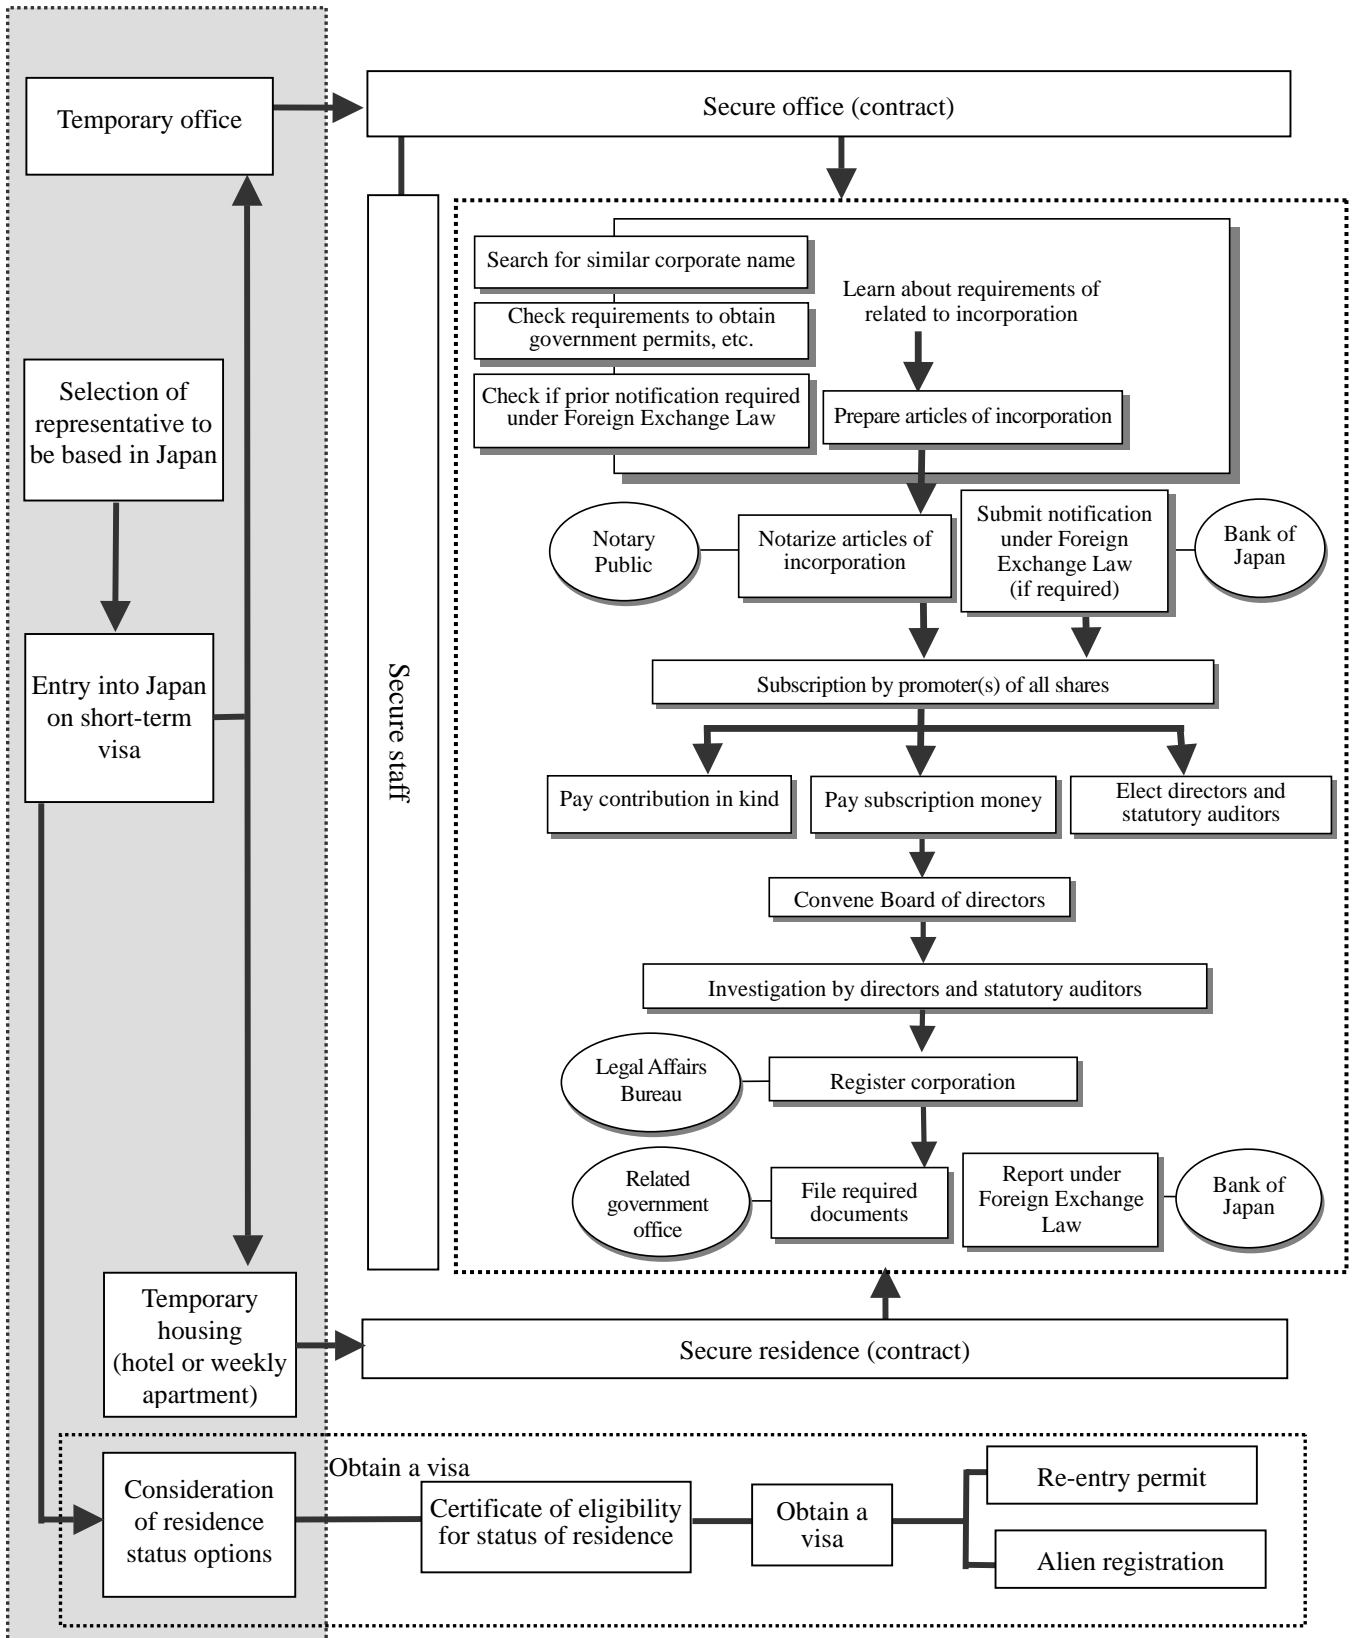 Temporary office
Secure office (contract)
Search for similar corporate name
Check requirements to obtain
government permits, etc.
Check if prior notification required
under Foreign Exchange Law
Learn about requirements of
related to incorporation
Prepare articles of incorporation
Selection of
representative to
be based in Japan
Notary
Public
Notarize articles of
incorporation
Submit notification
under Foreign
Exchange Law
(if required)
Bank of
Japan
Entry into Japan
on short-term
visa
Secure staff
Subscription by promoter(s) of all shares
Pay contribution in kind
Pay subscription money
Elect directors and
statutory auditors
Convene Board of directors
Investigation by directors and statutory auditors
Legal Affairs
Bureau
Register corporation
Related
government
office
File required
documents
Report under
Foreign Exchange
Law
Bank of
Japan
Temporary
housing
(hotel or weekly
apartment)
Secure residence (contract)
Obtain a visa
Consideration
of residence
status options
Certificate of eligibility
for status of residence
Obtain a
visa
Re-entry permit
Alien registration